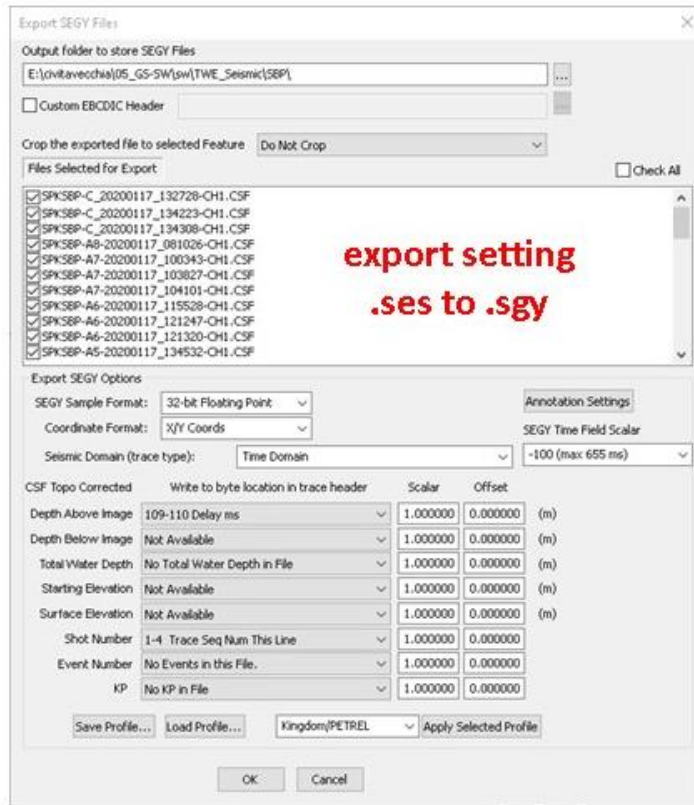 Export SEGY Files
Output folder to store SEGY Files
E:\civitavecchia\05_GS-SW\sw\TWE_Seismic\SBP\
...
Custom EBCDIC Header
Crop the exported file to selected Feature Do Not Crop
Files Selected for Export Check All
SPKSBP-C_20200117_132728-CH1.CSF
SPKSBP-C_20200117_134223-CH1.CSF
SPKSBP-C_20200117_134308-CH1.CSF
SPKSBP-A8-20200117_081026-CH1.CSF
SPKSBP-A7-20200117_100343-CH1.CSF
SPKSBP-A7-20200117_103827-CH1.CSF
SPKSBP-A7-20200117_104101-CH1.CSF
SPKSBP-A6-20200117_115528-CH1.CSF
SPKSBP-A6-20200117_121247-CH1.CSF
SPKSBP-A6-20200117_121320-CH1.CSF
SPKSBP-A5-20200117_134532-CH1.CSF
export setting
.ses to .sgy
Export SEGY Options
SEGY Sample Format: 32-bit Floating Point Annotation Settings
Coordinate Format: X/Y Coords SEGY Time Field Scalar
Seismic Domain (trace type): Time Domain -100 (max 655 ms)
CSF Topo Corrected Write to byte location in trace header Scalar Offset
Depth Above Image 109-110 Delay ms 1.000000 0.000000 (m)
Depth Below Image Not Available 1.000000 0.000000 (m)
Total Water Depth No Total Water Depth in File 1.000000 0.000000 (m)
Starting Elevation Not Available 1.000000 0.000000 (m)
Surface Elevation Not Available 1.000000 0.000000 (m)
Shot Number 1-4 Trace Seq Num This Line 1.000000 0.000000
Event Number No Events in this File. 1.000000 0.000000
KP No KP in File 1.000000 0.000000
Save Profile... Load Profile... Kingdom/PETREL Apply Selected Profile
OK Cancel